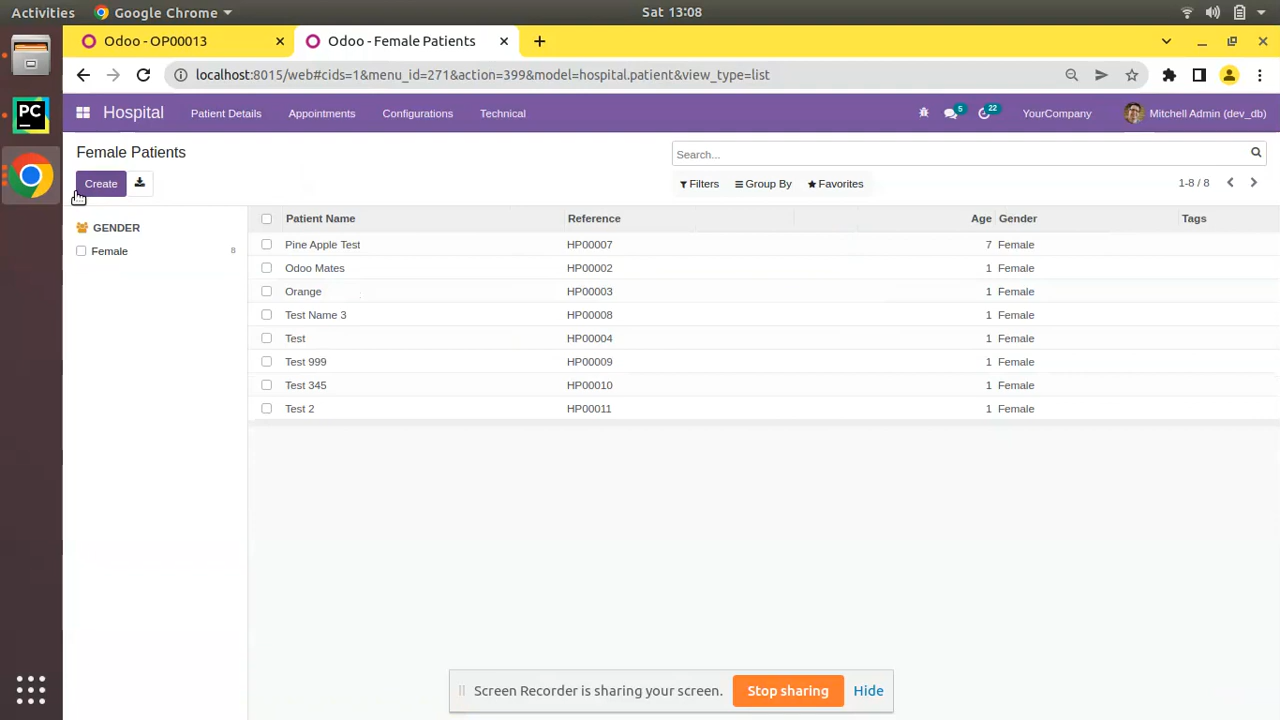 Activities Google Chrome Sat 13:08
Odoo - OP00013 Odoo - Female Patients
localhost:8015/web#cids=1&menu_id=271&action=399&model=hospital.patient&view_type=list
PC Hospital Patient Details Appointments Configurations Technical 5 22 YourCompany Mitchell Admin (dev_db)
Female Patients Search...
Create Filters Group By Favorites 1-8 / 8
GENDER Patient Name Reference Age Gender Tags
Female 8 Pine Apple Test HP00007 7 Female
Odoo Mates HP00002 1 Female
Orange HP00003 1 Female
Test Name 3 HP00008 1 Female
Test HP00004 1 Female
Test 999 HP00009 1 Female
Test 345 HP00010 1 Female
Test 2 HP00011 1 Female
Screen Recorder is sharing your screen. Stop sharing Hide